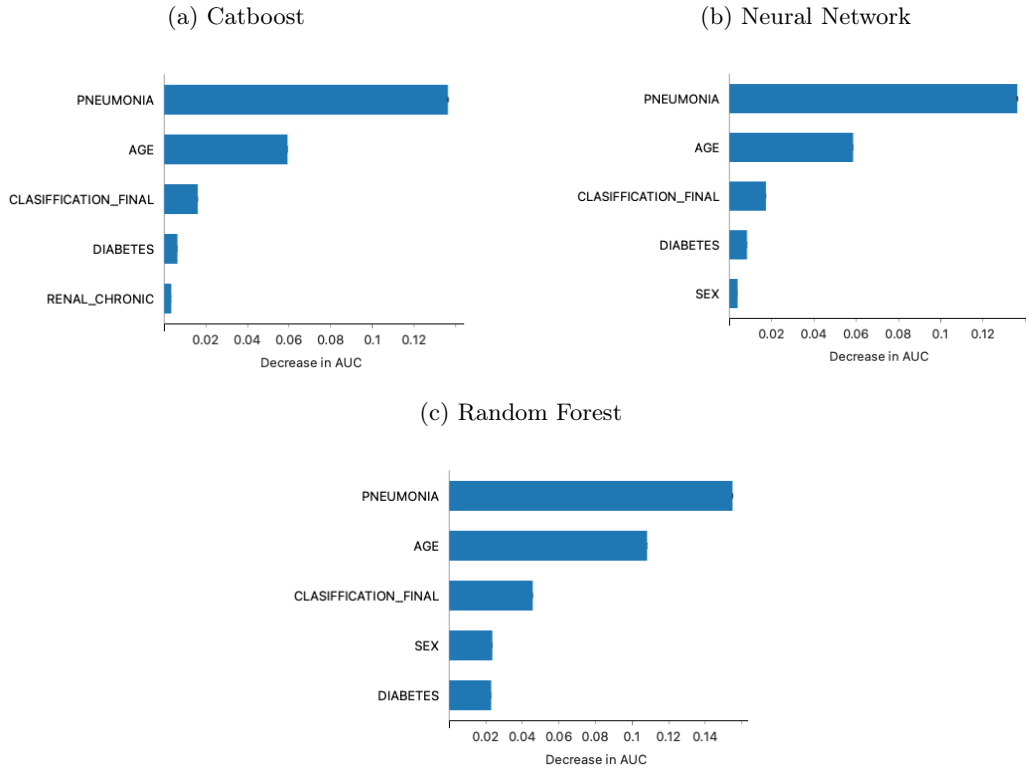 (a) Catboost
(b) Neural Network
PNEUMONIA
AGE
CLASIFFICATION_FINAL
DIABETES
RENAL_CHRONIC
0.02 0.04 0.06 0.08 0.1 0.12
Decrease in AUC
PNEUMONIA
AGE
CLASIFFICATION_FINAL
DIABETES
SEX
0.02 0.04 0.06 0.08 0.1 0.12
Decrease in AUC
(c) Random Forest
PNEUMONIA
AGE
CLASIFFICATION_FINAL
SEX
DIABETES
0.02 0.04 0.06 0.08 0.1 0.12 0.14
Decrease in AUC